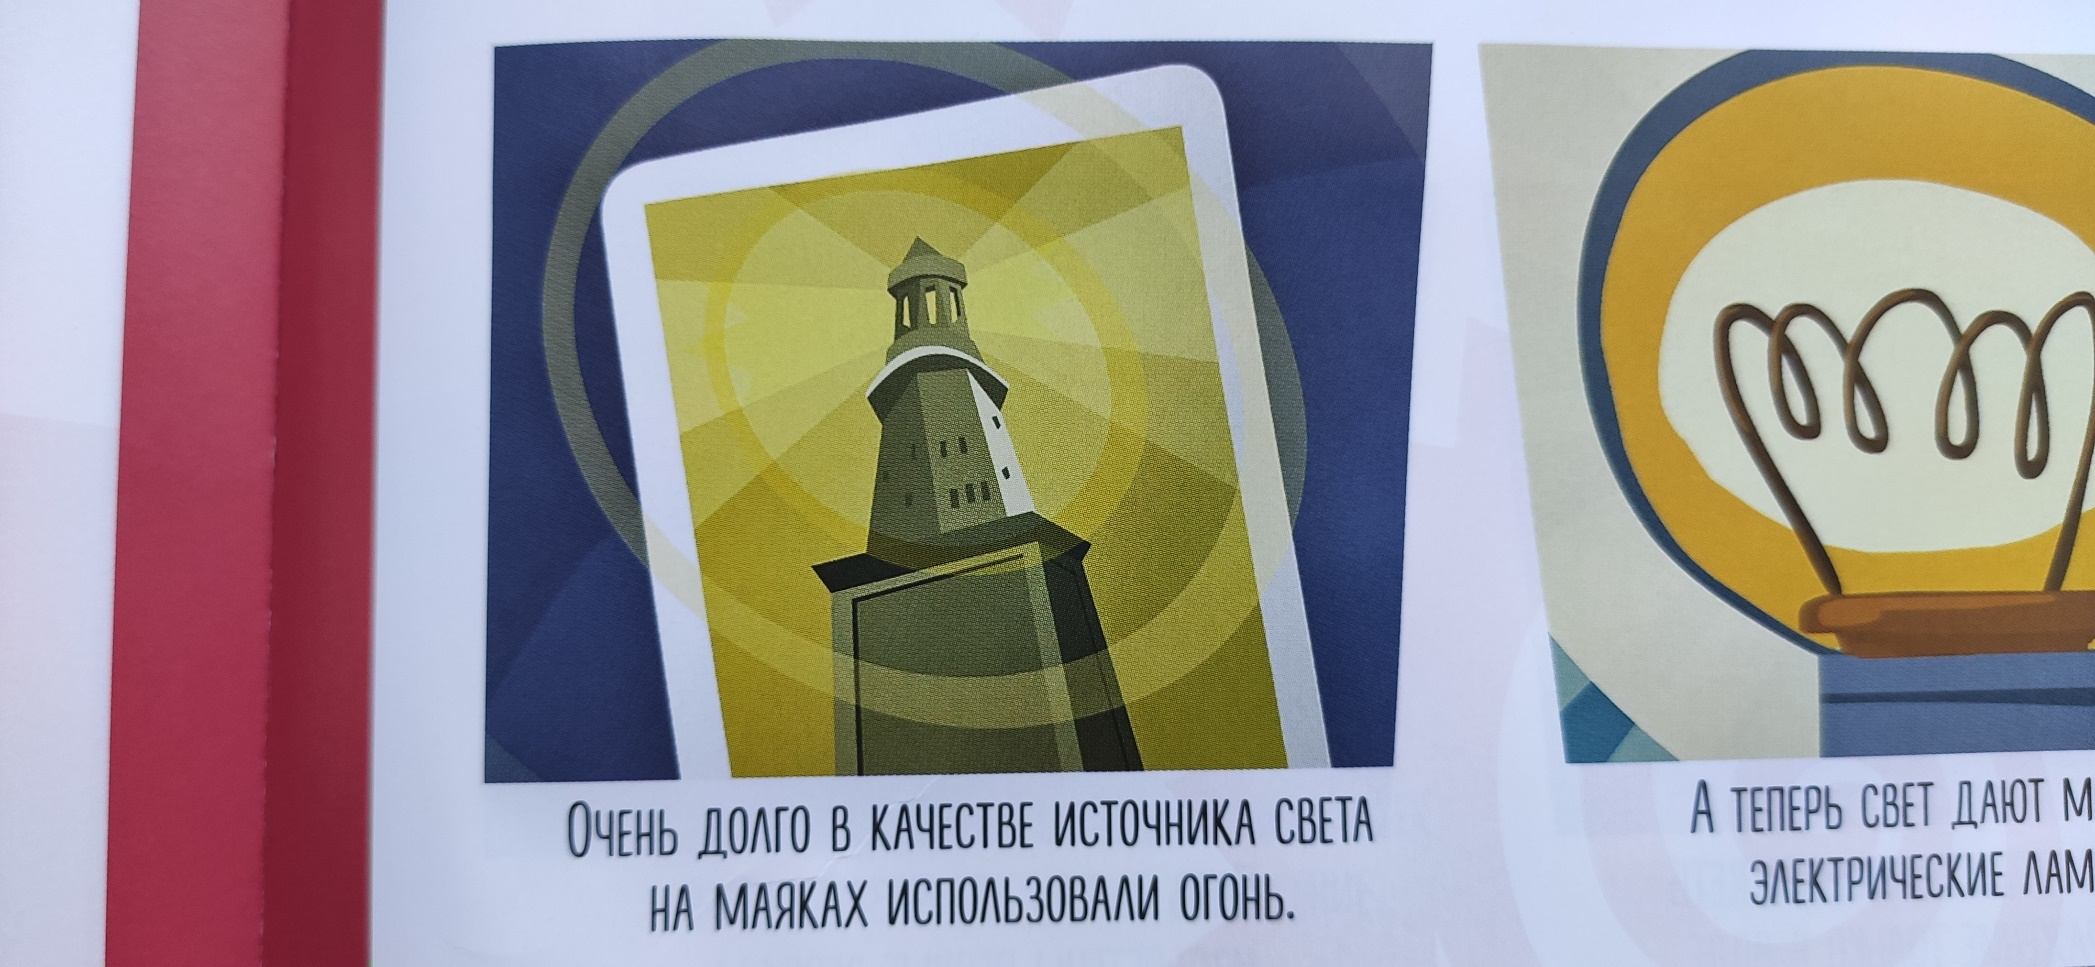 Очень долго в качестве источника света
на маяках использовали огонь.
А теперь свет дают
электрические